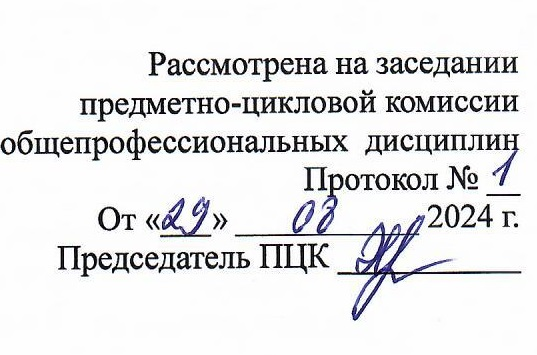 Рассмотрена на заседании
предметно-цикловой комиссии
общепрофессиональных дисциплин
Протокол № 1
От «29» 08 2024 г.
Председатель ПЦК